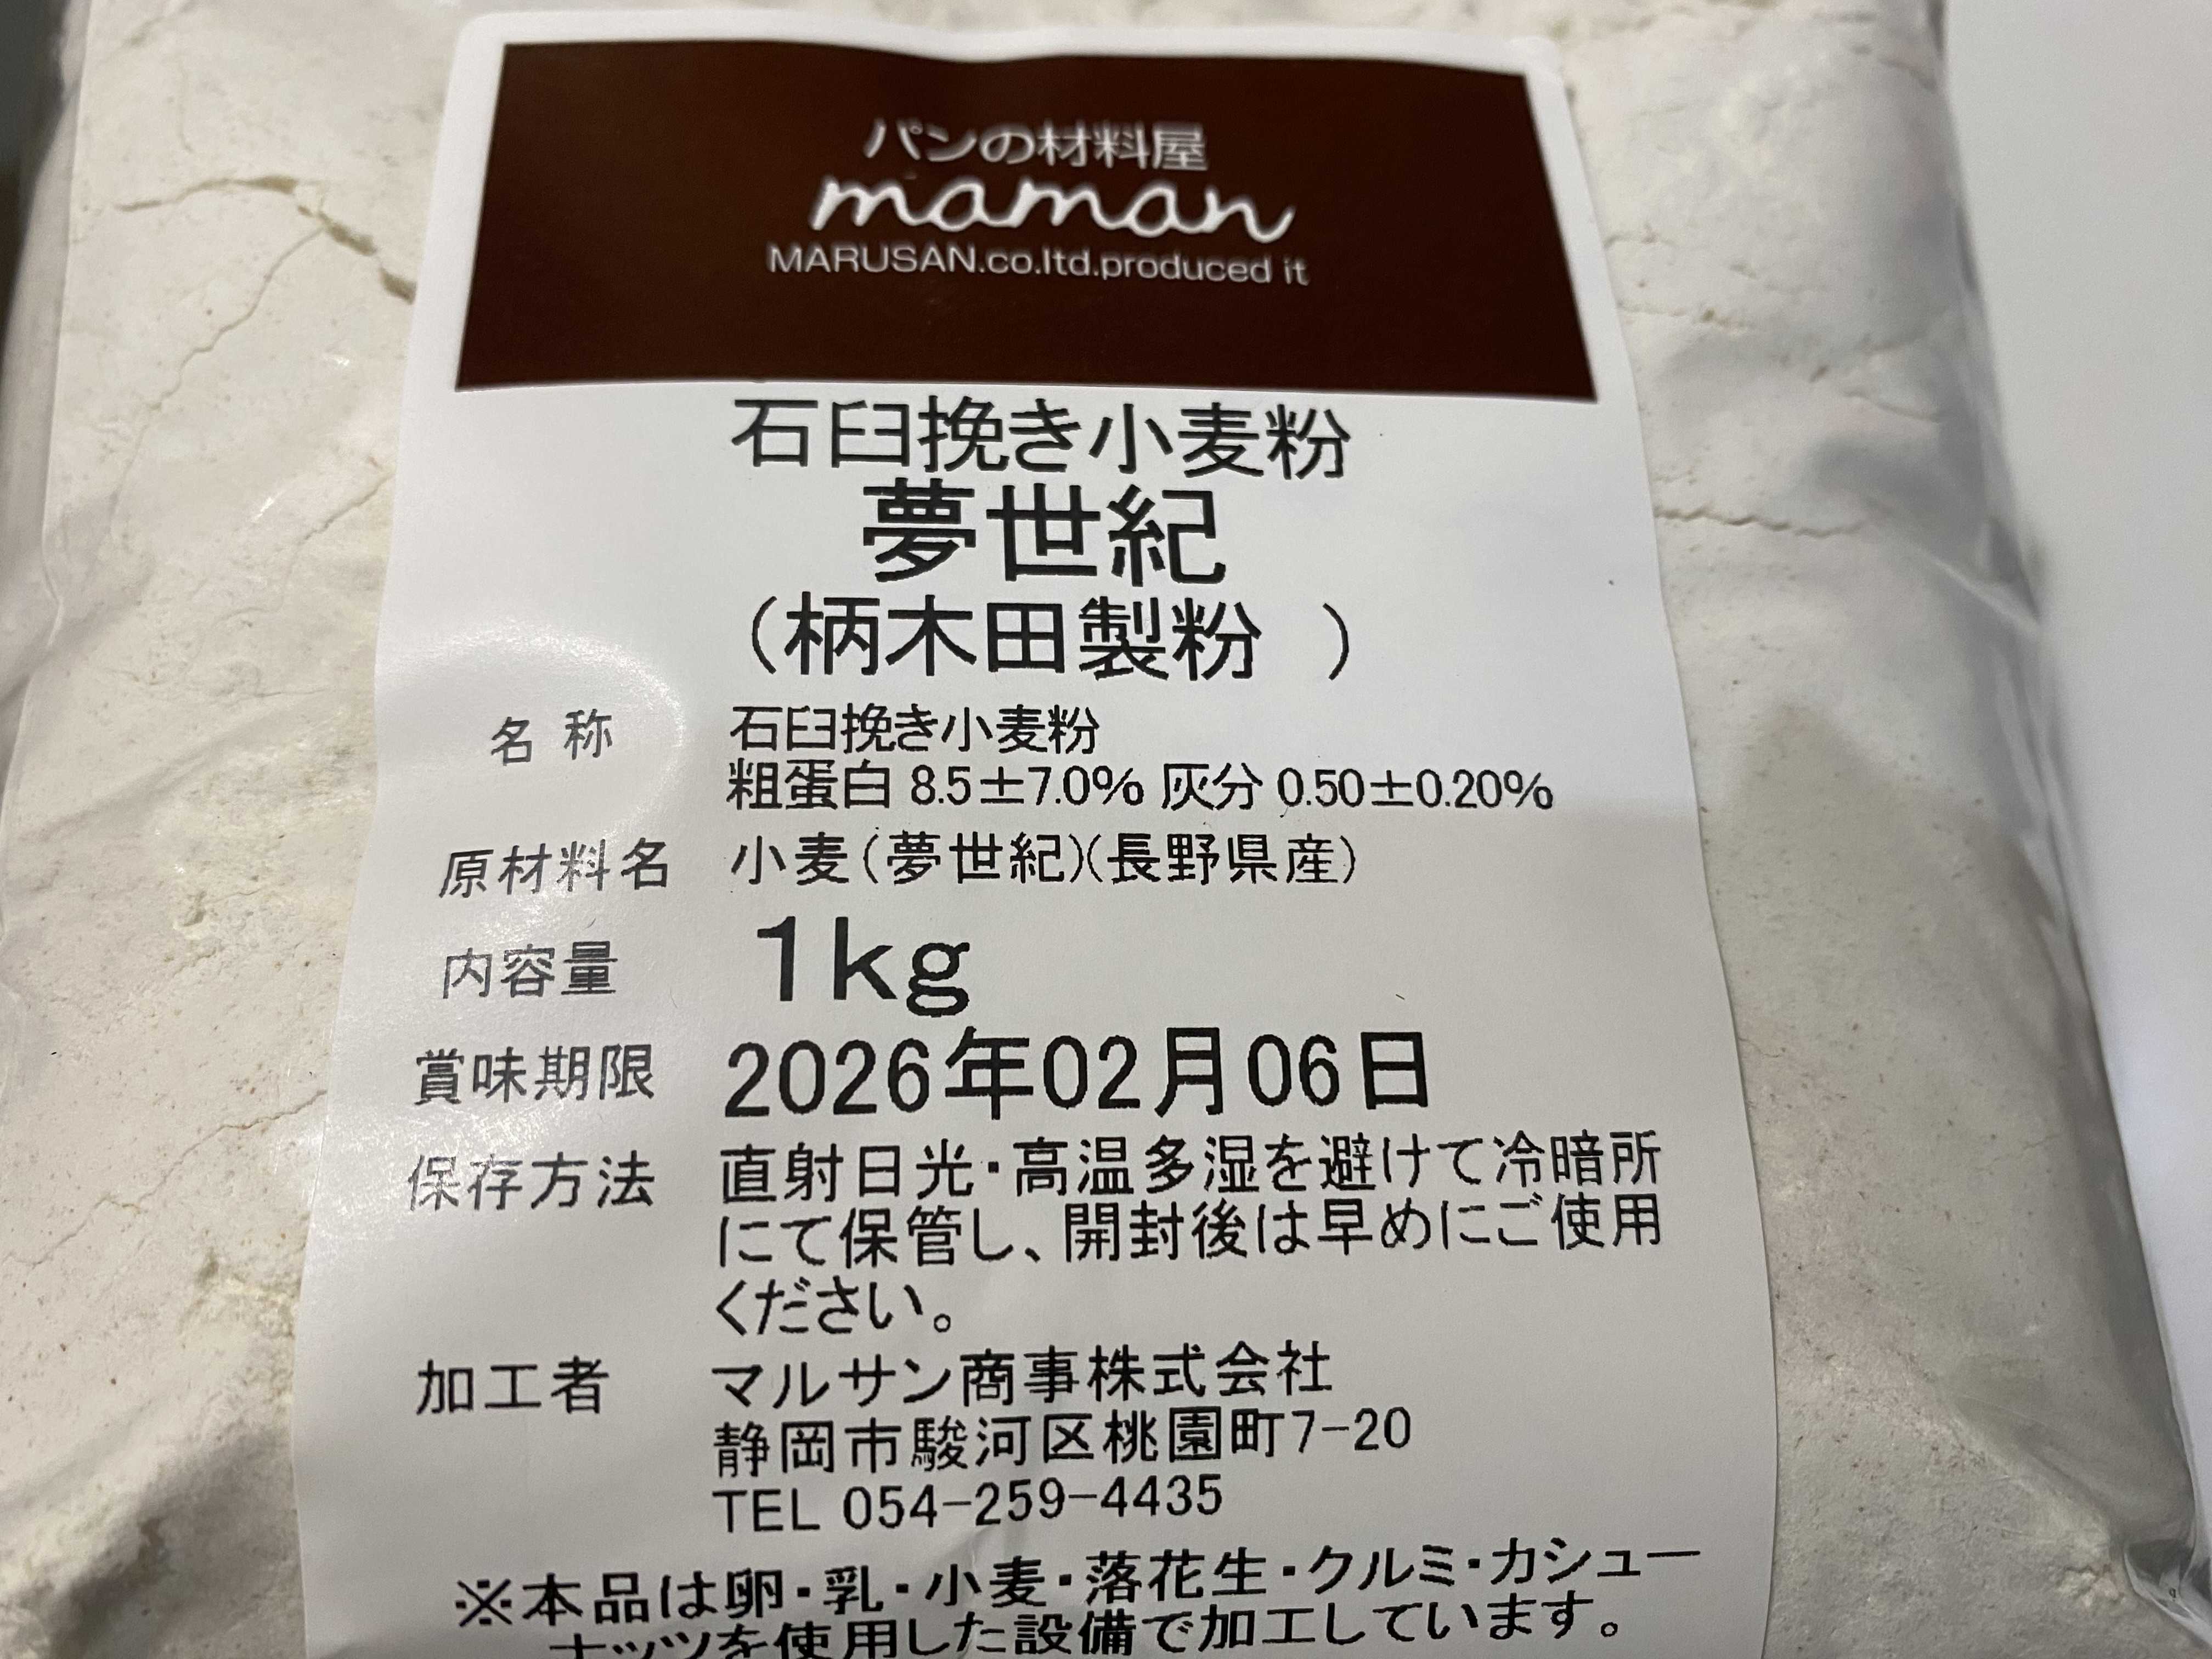 パンの材料屋
maman
MARUSAN.co.ltd.produced it
石臼挽き小麦粉
夢世紀
（柄木田製粉 ）
名称 石臼挽き小麦粉
粗蛋白 8.5±7.0% 灰分 0.50±0.20%
原材料名 小麦(夢世紀)(長野県産)
内容量 1kg
賞味期限 2026年02月06日
保存方法 直射日光・高温多湿を避けて冷暗所
にて保管し、開封後は早めにご使用
ください。
加工者 マルサン商事株式会社
静岡市駿河区桃園町7-20
TEL 054-259-4435
※本品は卵・乳・小麦・落花生・クルミ・カシュー
ナッツを使用した設備で加工しています。